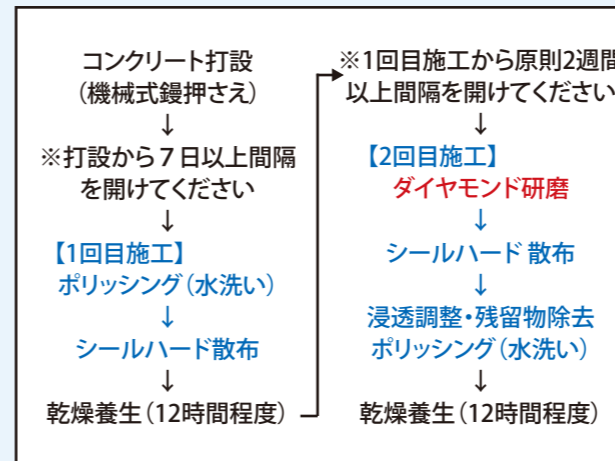 コンクリート打設
(機械式鏝押さえ)
↓
※打設から7日以上間隔
を開けてください
↓
【1回目施工】
ポリッシング(水洗い)
↓
シールハード散布
↓
乾燥養生(12時間程度)
※1回目施工から原則2週間
以上間隔を開けてください
↓
【2回目施工】
ダイヤモンド研磨
↓
シールハード 散布
↓
浸透調整・残留物除去
ポリッシング(水洗い)
↓
乾燥養生(12時間程度)